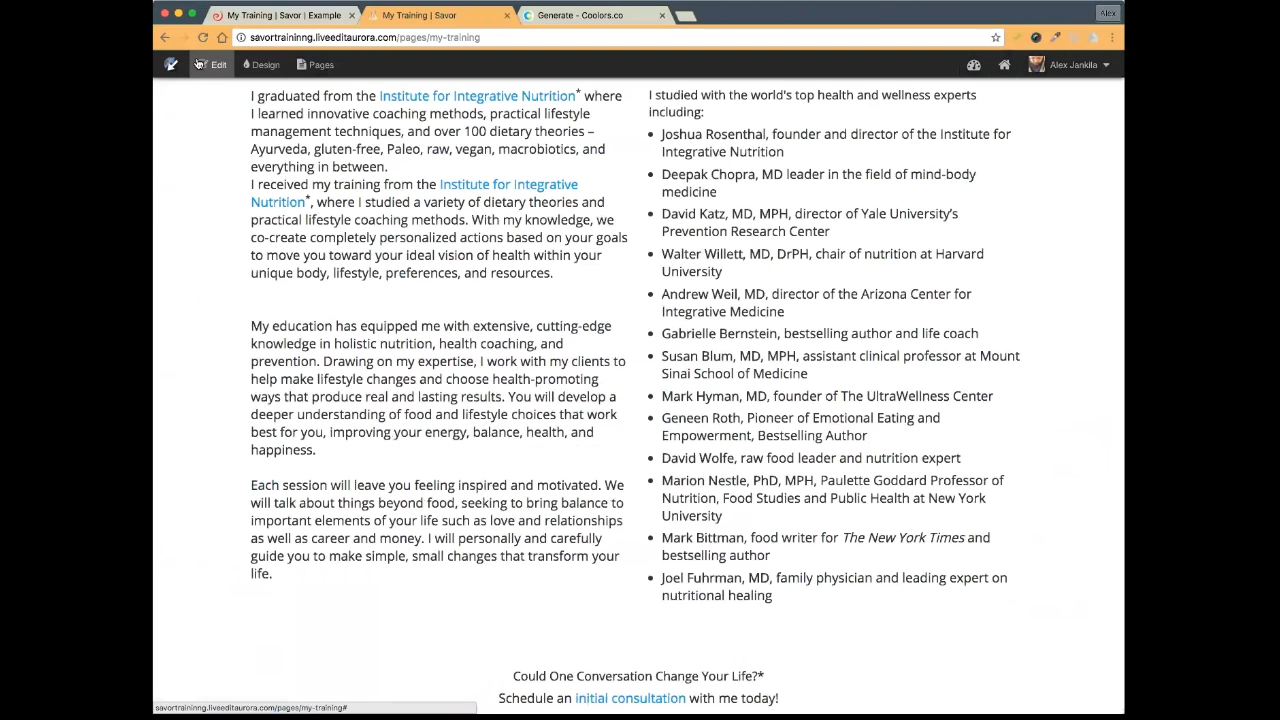 My Training | Savor | Example
My Training | Savor
Generate - Coolors.co
Alex
savortraininng.liveeditaurora.com/pages/my-training
Edit
Design
Pages
Alex Jankila
I graduated from the Institute for Integrative Nutrition* where
I learned innovative coaching methods, practical lifestyle
management techniques, and over 100 dietary theories –
Ayurveda, gluten-free, Paleo, raw, vegan, macrobiotics, and
everything in between.
I received my training from the Institute for Integrative
Nutrition*, where I studied a variety of dietary theories and
practical lifestyle coaching methods. With my knowledge, we
co-create completely personalized actions based on your goals
to move you toward your ideal vision of health within your
unique body, lifestyle, preferences, and resources.
My education has equipped me with extensive, cutting-edge
knowledge in holistic nutrition, health coaching, and
prevention. Drawing on my expertise, I work with my clients to
help make lifestyle changes and choose health-promoting
ways that produce real and lasting results. You will develop a
deeper understanding of food and lifestyle choices that work
best for you, improving your energy, balance, health, and
happiness.
Each session will leave you feeling inspired and motivated. We
will talk about things beyond food, seeking to bring balance to
important elements of your life such as love and relationships
as well as career and money. I will personally and carefully
guide you to make simple, small changes that transform your
life.
I studied with the world's top health and wellness experts
including:
• Joshua Rosenthal, founder and director of the Institute for
Integrative Nutrition
• Deepak Chopra, MD leader in the field of mind-body
medicine
• David Katz, MD, MPH, director of Yale University's
Prevention Research Center
• Walter Willett, MD, DrPH, chair of nutrition at Harvard
University
• Andrew Weil, MD, director of the Arizona Center for
Integrative Medicine
• Gabrielle Bernstein, bestselling author and life coach
• Susan Blum, MD, MPH, assistant clinical professor at Mount
Sinai School of Medicine
• Mark Hyman, MD, founder of The UltraWellness Center
• Geneen Roth, Pioneer of Emotional Eating and
Empowerment, Bestselling Author
• David Wolfe, raw food leader and nutrition expert
• Marion Nestle, PhD, MPH, Paulette Goddard Professor of
Nutrition, Food Studies and Public Health at New York
University
• Mark Bittman, food writer for The New York Times and
bestselling author
• Joel Fuhrman, MD, family physician and leading expert on
nutritional healing
Could One Conversation Change Your Life?*
Schedule an initial consultation with me today!
savortraininng.liveeditaurora.com/pages/my-training#